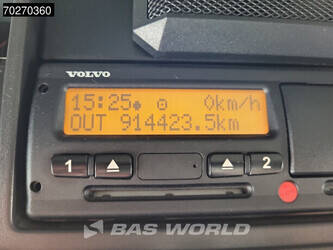 70270360
VOLVO
15:25 0km/h
OUT 914423.5km
1 2
BAS WORLD